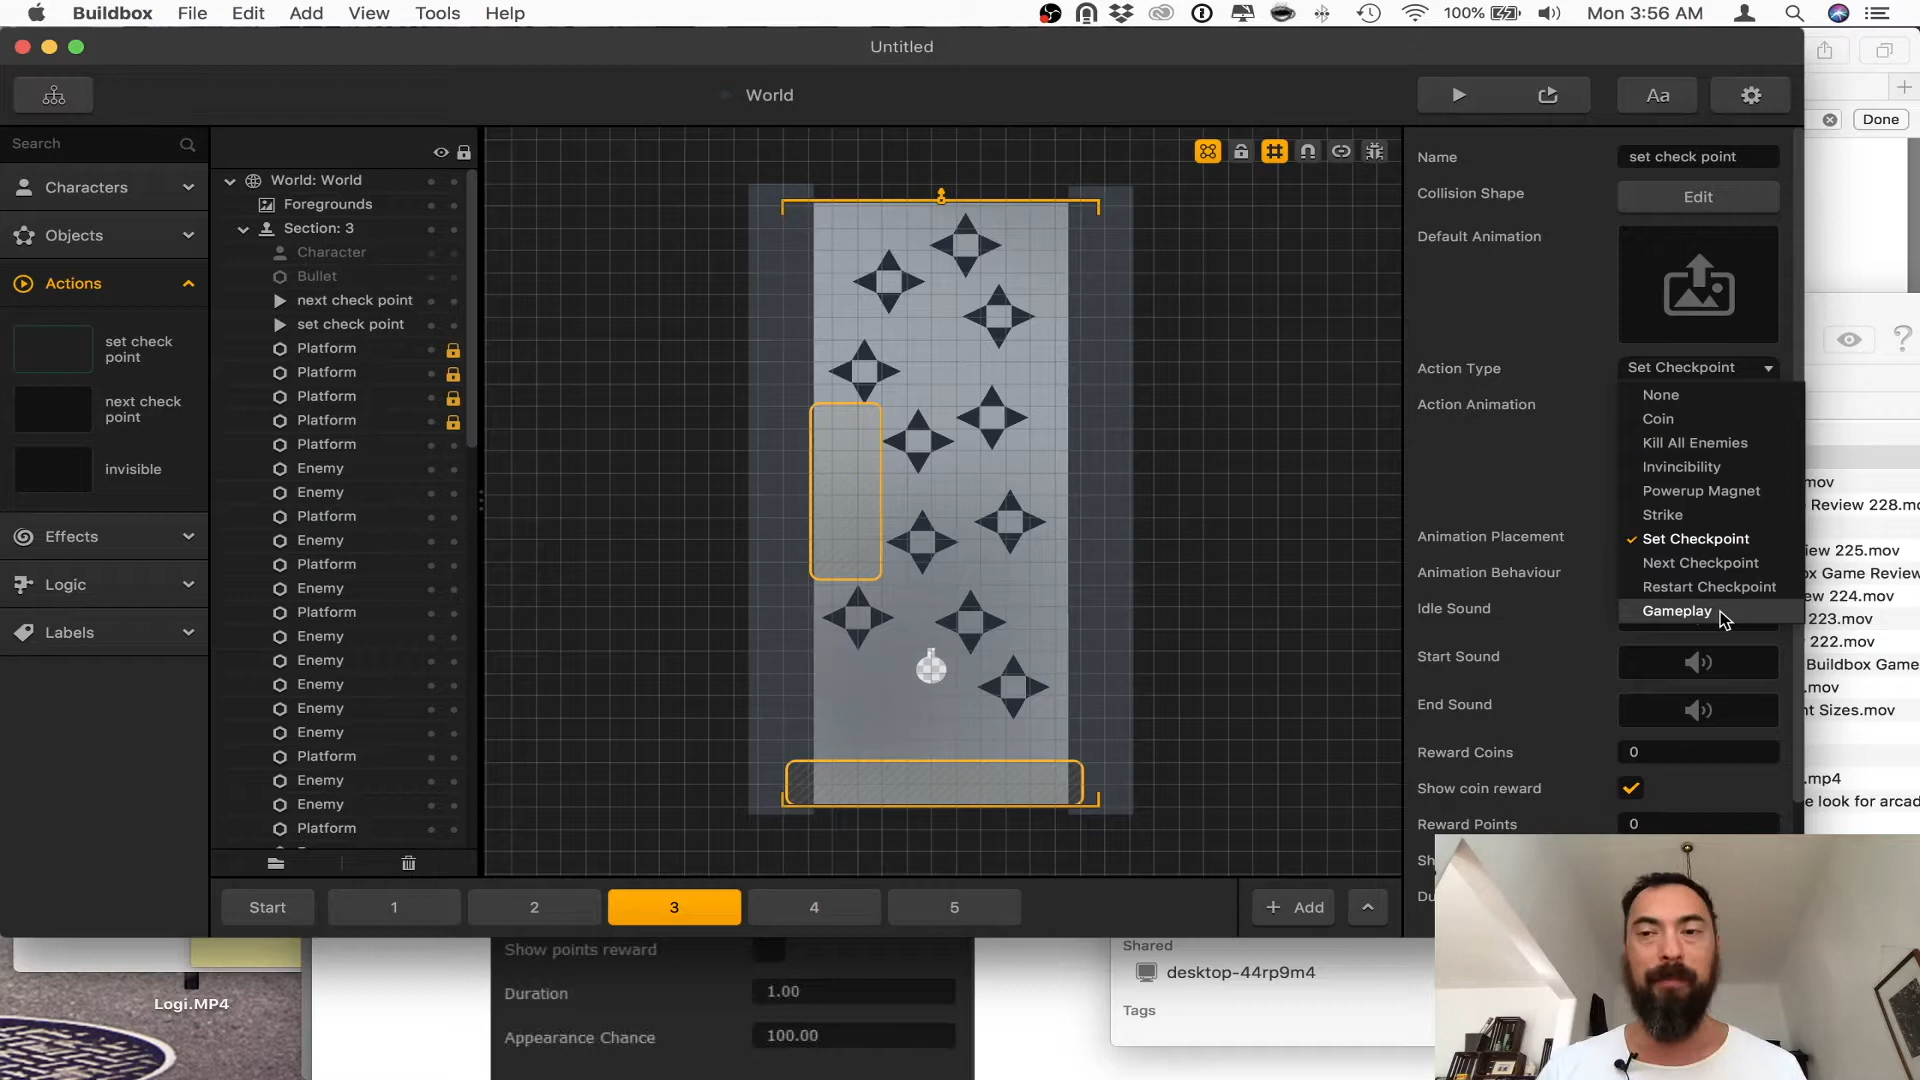 Buildbox File Edit Add View Tools Help
100% Mon 3:56 AM
Untitled
World
Aa
Search
Characters
Objects
Actions
set check
point
next check
point
invisible
Effects
Logic
Labels
World: World
Foregrounds
Section: 3
Character
Bullet
next check point
set check point
Platform
Platform
Platform
Platform
Platform
Enemy
Enemy
Platform
Enemy
Platform
Enemy
Platform
Enemy
Enemy
Enemy
Enemy
Enemy
Platform
Enemy
Enemy
Platform
Start 1 2 3 4 5
+ Add
Name set check point
Collision Shape Edit
Default Animation
Action Type Set Checkpoint
Action Animation
None
Coin
Kill All Enemies
Invincibility
Powerup Magnet
Strike
Set Checkpoint
Next Checkpoint
Restart Checkpoint
Gameplay
Animation Placement
Animation Behaviour
Idle Sound
Start Sound
End Sound
Reward Coins 0
Show coin reward
Reward Points 0
Sh
Du
Done
?
mov
Review 228.mo
iew 225.mov
ox Game Review
ew 224.mov
223.mov
222.mov
Buildbox Game
.mov
nt Sizes.mov
.mp4
e look for arcad
Logi.MP4
Show points reward
Duration 1.00
Appearance Chance 100.00
Shared
desktop-44rp9m4
Tags